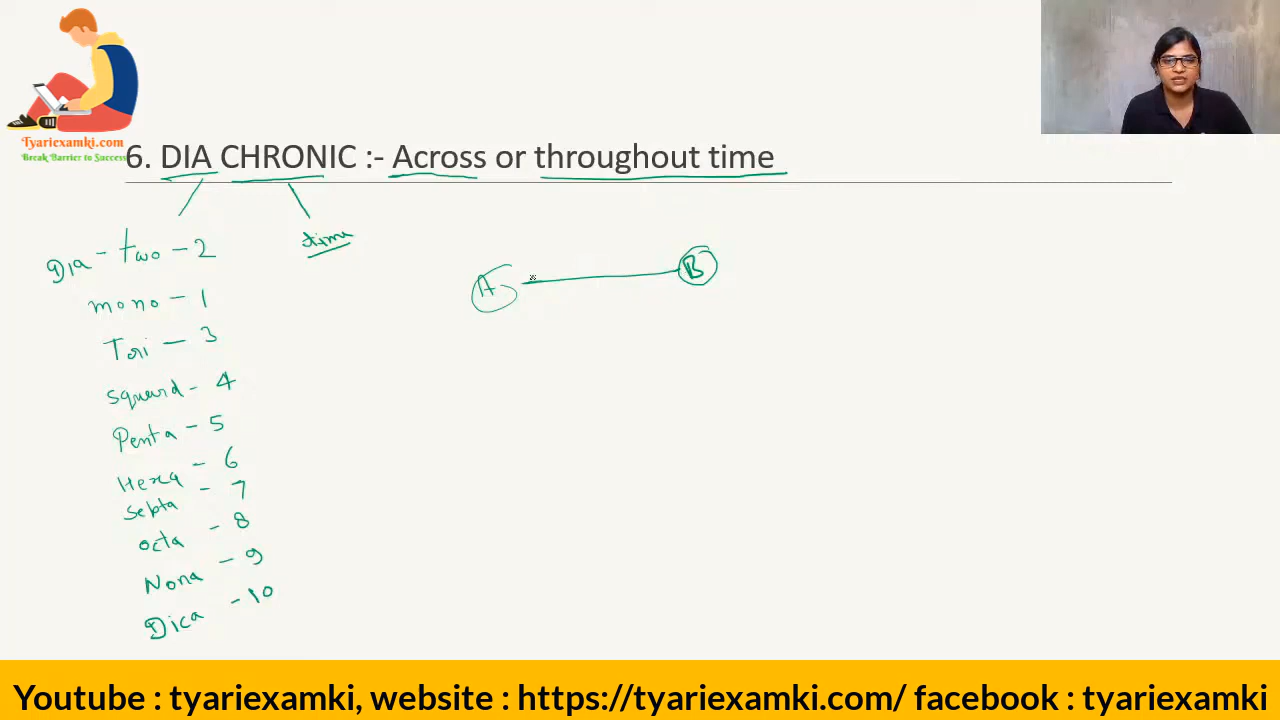 Tyariexamki.com
Break Barrier to Success
6. DIA CHRONIC :- Across or throughout time
Dia - two - 2
time
mono - 1
A
B
Tri - 3
Squard - 4
Penta - 5
Hexa - 6
Septa - 7
octa - 8
Nona - 9
Dica - 10
Youtube : tyariexamki, website : https://tyariexamki.com/ facebook : tyariexamki